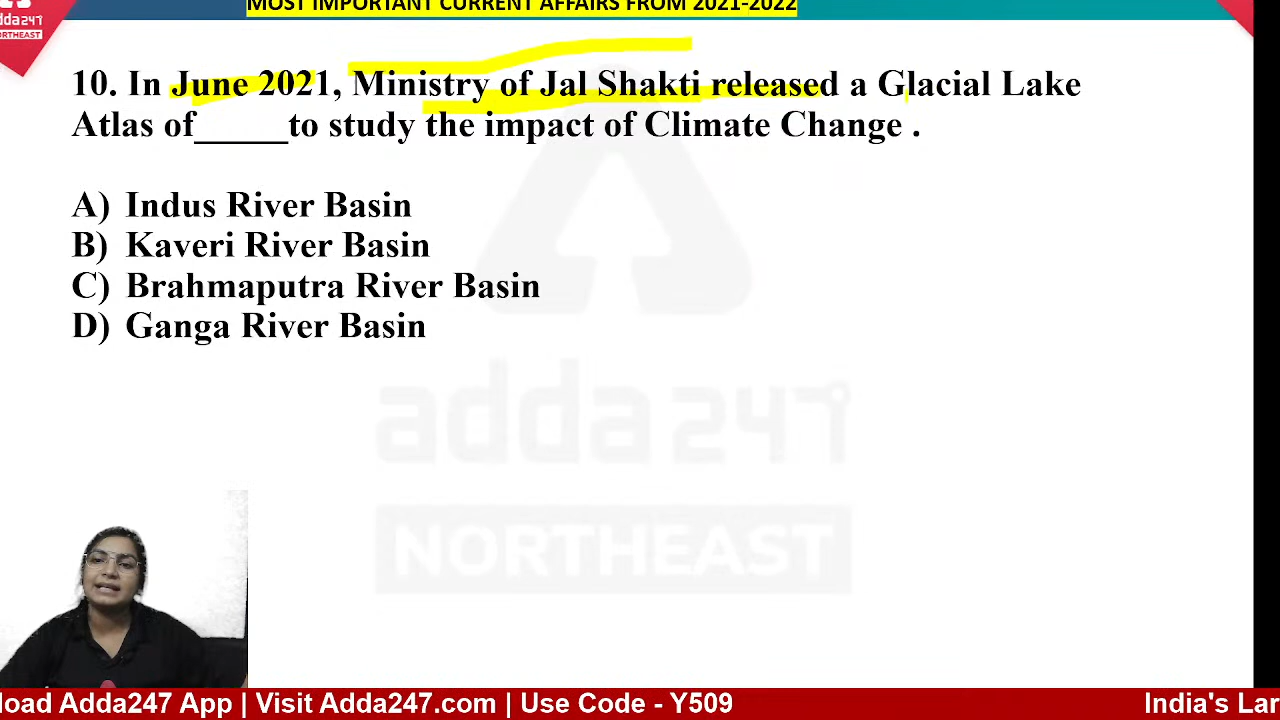 MOST IMPORTANT CURRENT AFFAIRS FROM 2021-2022
adda247
NORTHEAST
10. In June 2021, Ministry of Jal Shakti released a Glacial Lake
Atlas of_____to study the impact of Climate Change .
A) Indus River Basin
B) Kaveri River Basin
C) Brahmaputra River Basin
D) Ganga River Basin
adda247
NORTHEAST
load Adda247 App | Visit Adda247.com | Use Code - Y509
India's Lar